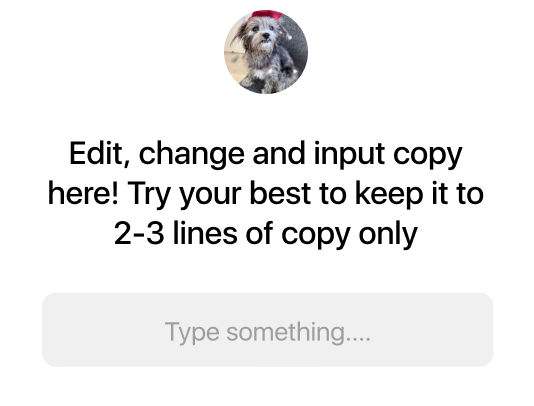 Edit, change and input copy
here! Try your best to keep it to
2-3 lines of copy only
Type something....